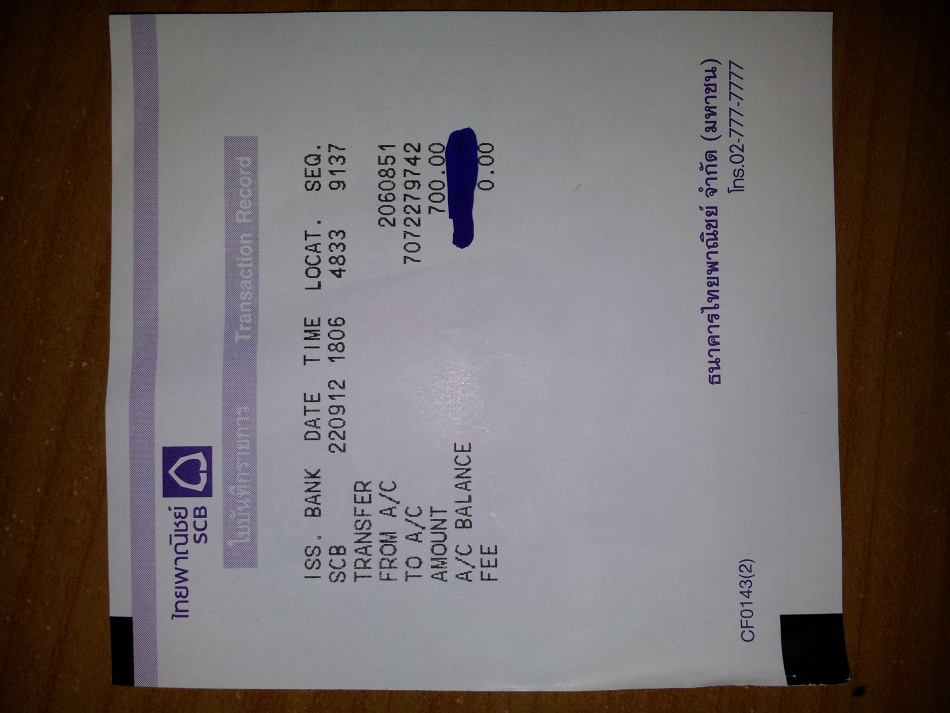 ไทยพาณิชย์
SCB
ใบบันทึกรายการ Transaction Record
ISS. BANK DATE TIME LOCAT. SEQ.
SCB 220912 1806 4833 9137
TRANSFER
FROM A/C 2060851
TO A/C 7072279742
AMOUNT 700.00
A/C BALANCE
FEE 0.00
ธนาคารไทยพาณิชย์ จำกัด (มหาชน)
CF0143(2) โทร.02-777-7777